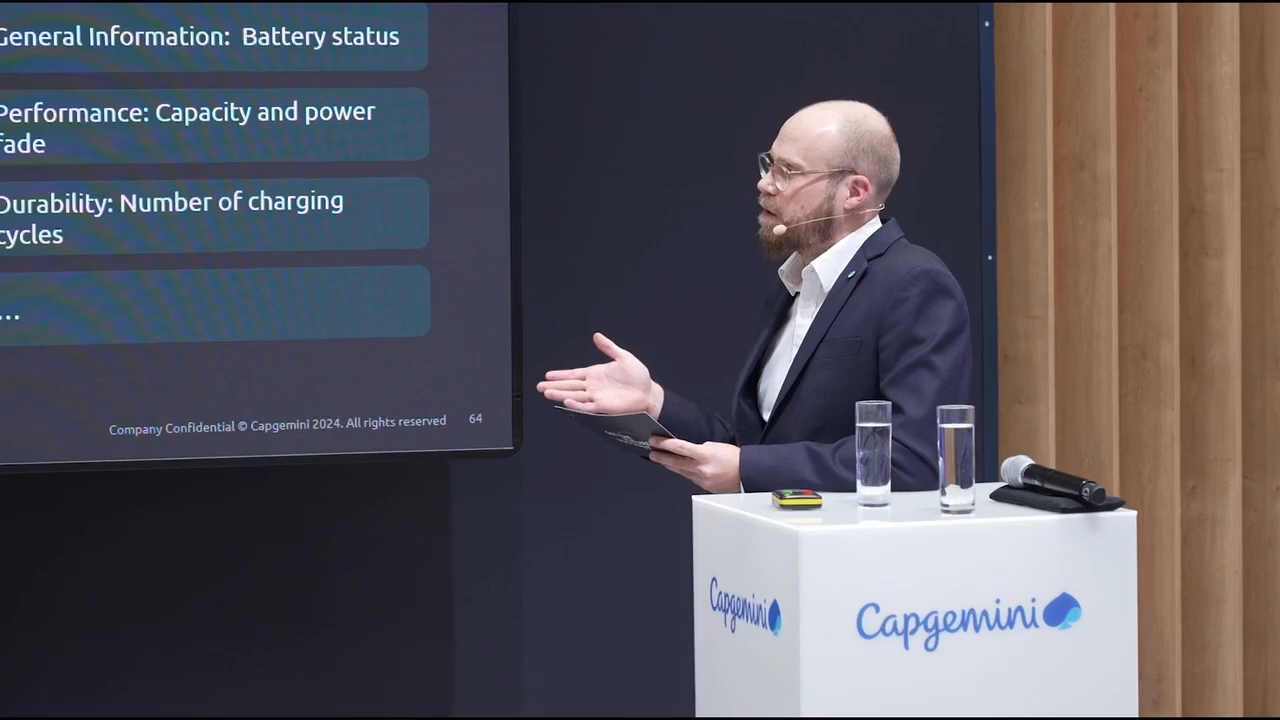 General Information: Battery status
Performance: Capacity and power
fade
Durability: Number of charging
cycles
...
Company Confidential © Capgemini 2024. All rights reserved 64
Capgemini
Capgemini